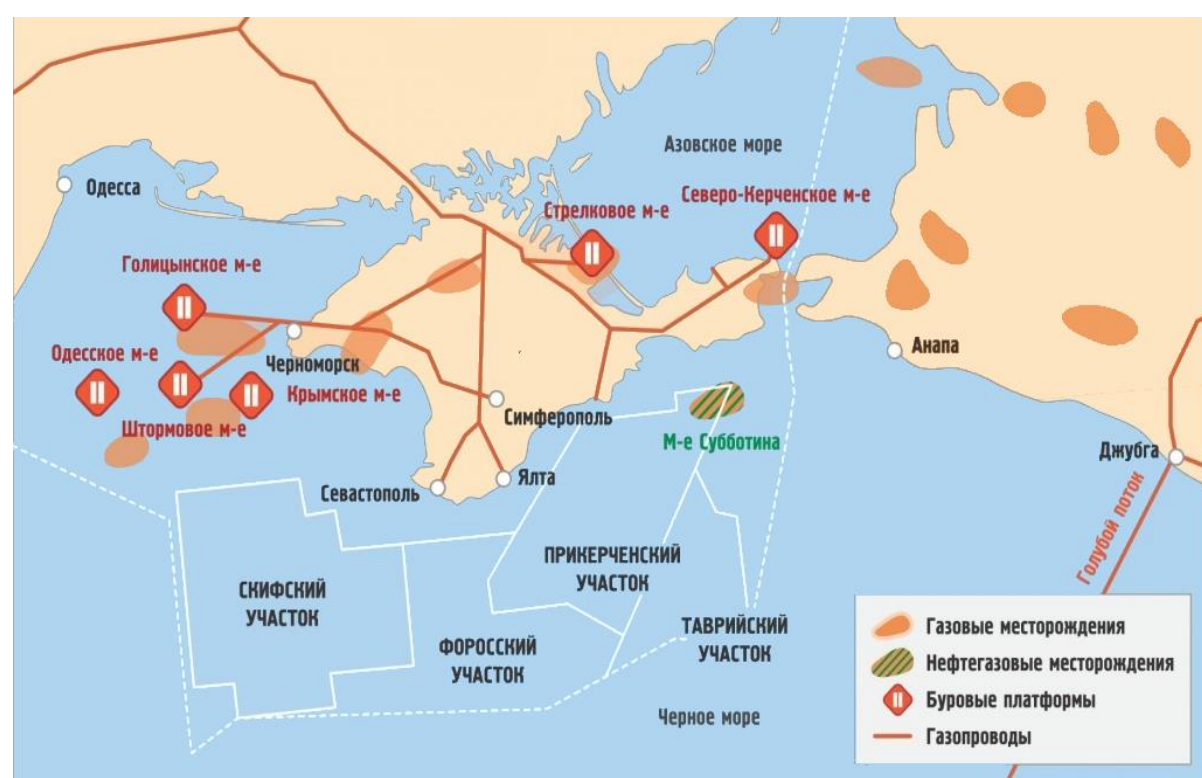 Азовское море
Одесса
Стрелковое м-е
Северо-Керченское м-е
Голицынское м-е
Одесское м-е
Черноморск
Анапа
Крымское м-е
Штормовое м-е
Симферополь
М-е Субботина
Джубга
Севастополь
Ялта
Голубой поток
ПРИКЕРЧЕНСКИЙ
УЧАСТОК
СКИФСКИЙ
УЧАСТОК
ФОРОССКИЙ
УЧАСТОК
ТАВРИЙСКИЙ
УЧАСТОК
Черное море
Газовые месторождения
Нефтегазовые месторождения
Буровые платформы
Газопроводы